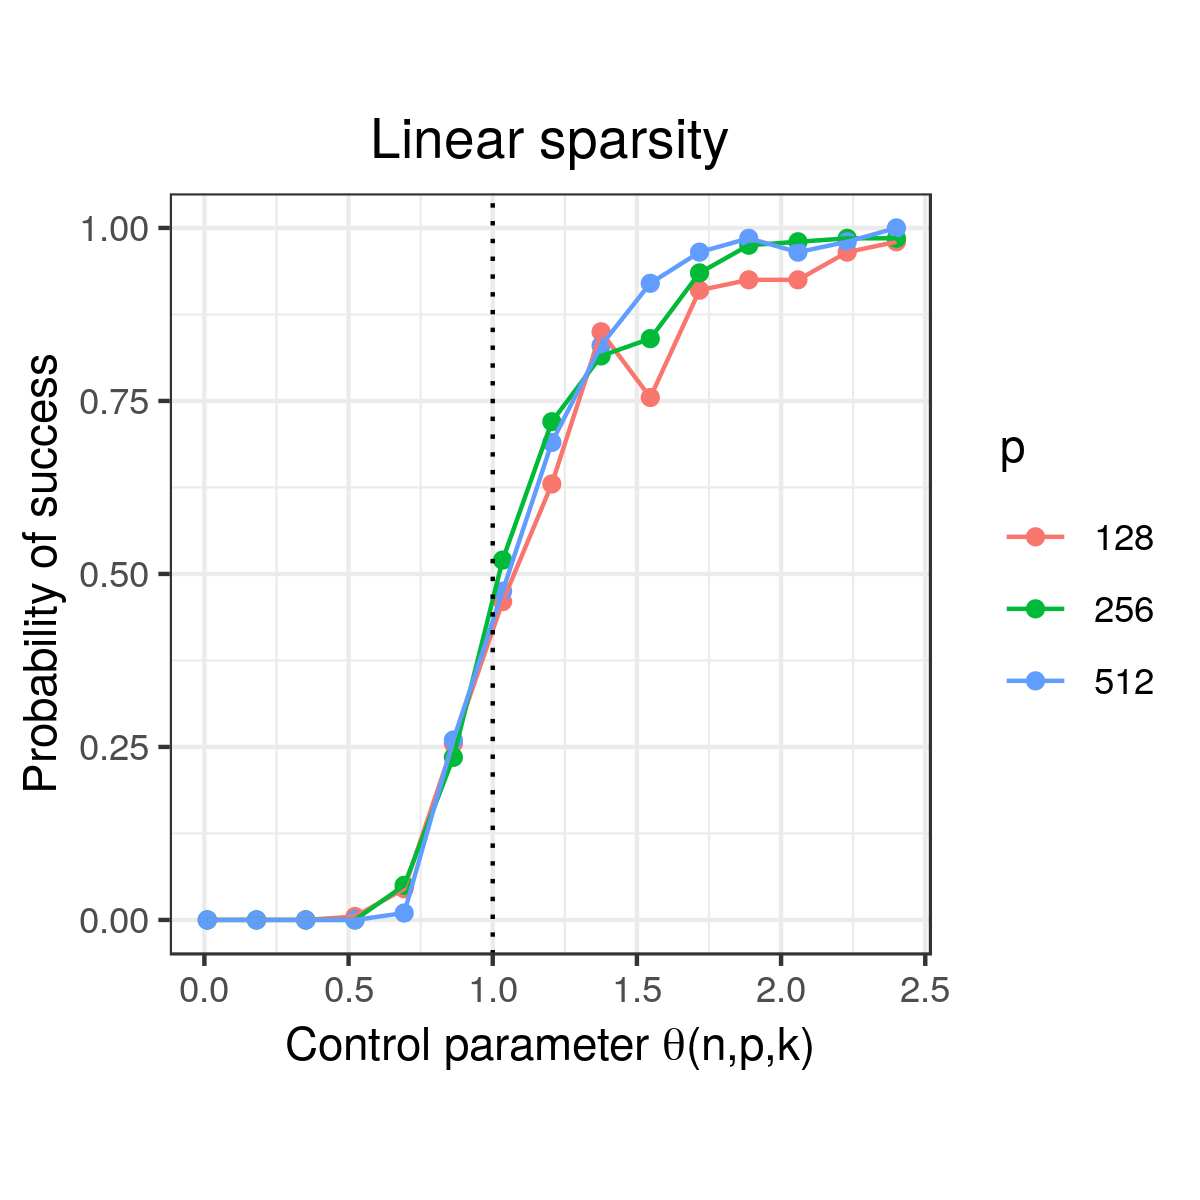 Linear sparsity
1.00
0.75
0.50
0.25
0.00
Probability of success
0.0 0.5 1.0 1.5 2.0 2.5
Control parameter θ(n,p,k)
p
128
256
512